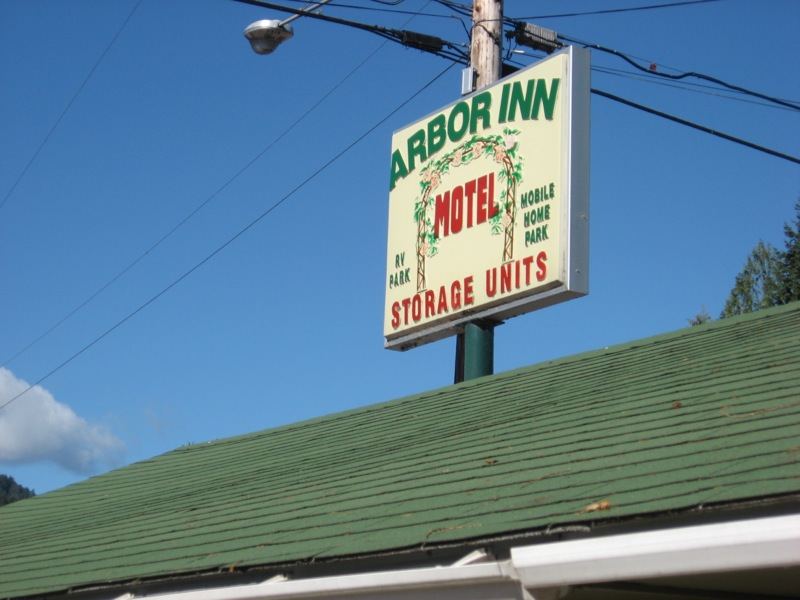 ARBOR INN
MOTEL
MOBILE
HOME
PARK
RV
PARK
STORAGE UNITS